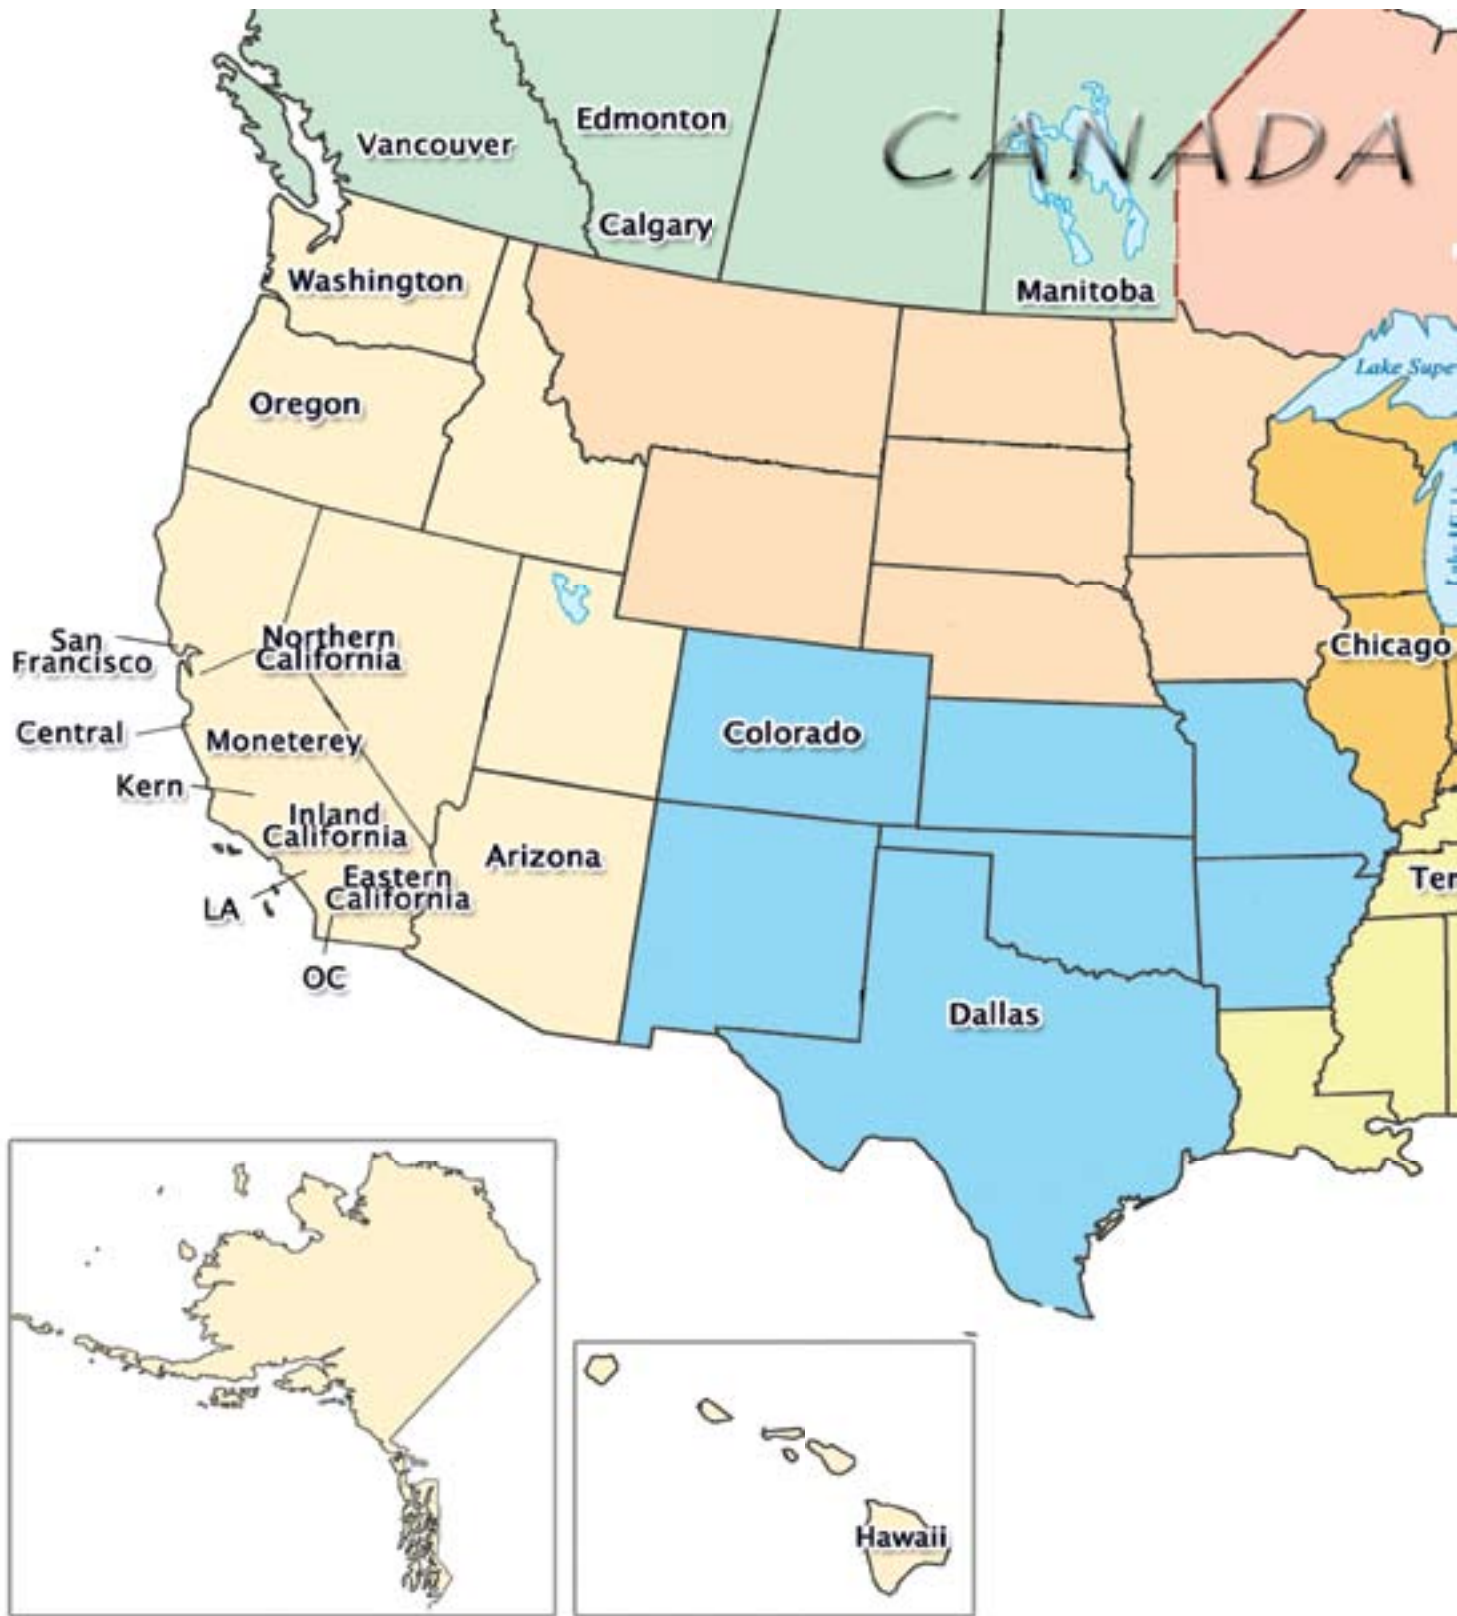 CANADA
Edmonton
Vancouver
Calgary
Washington
Manitoba
Lake Supe
Oregon
San
Francisco
Northern
California
Chicago
Central
Moneterey
Colorado
Kern
Inland
California
Arizona
Eastern
California
Ter
LA
OC
Dallas
Hawaii